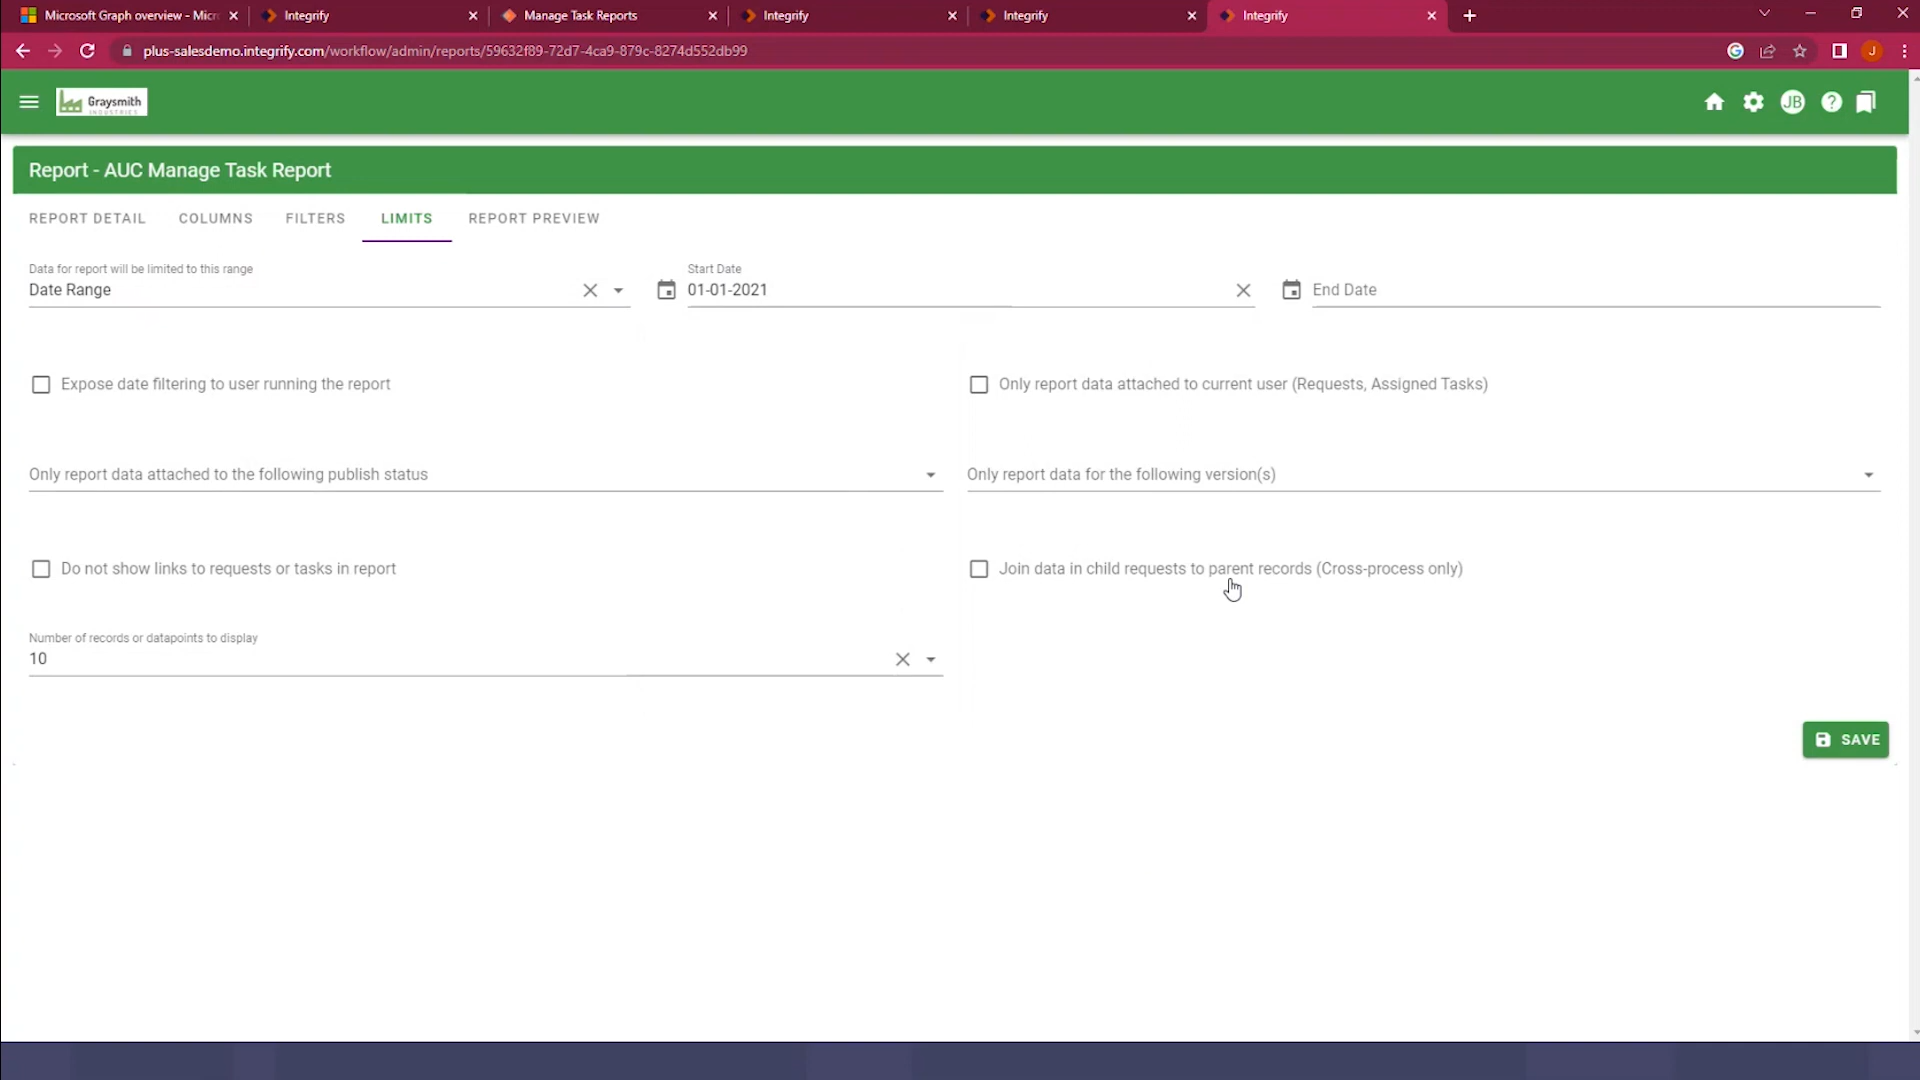 Microsoft Graph overview - Micr
Integrify
Manage Task Reports
Integrify
Integrify
Integrify
plus-salesdemo.integrify.com/workflow/admin/reports/59632f89-72d7-4ca9-879c-8274d552db99
J
Graysmith
INDUSTRIES
JB
?
Report - AUC Manage Task Report
REPORT DETAIL
COLUMNS
FILTERS
LIMITS
REPORT PREVIEW
Data for report will be limited to this range
Date Range
Start Date
01-01-2021
End Date
Expose date filtering to user running the report
Only report data attached to current user (Requests, Assigned Tasks)
Only report data attached to the following publish status
Only report data for the following version(s)
Do not show links to requests or tasks in report
Join data in child requests to parent records (Cross-process only)
Number of records or datapoints to display
10
SAVE